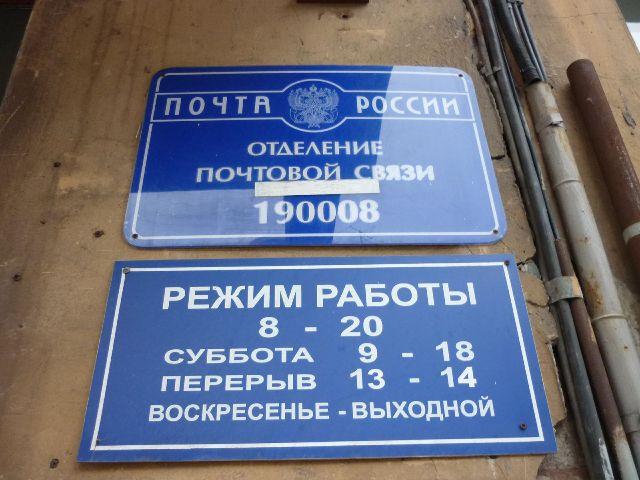 ПОЧТА РОССИИ
ОТДЕЛЕНИЕ
ПОЧТОВОЙ СВЯЗИ
190008
РЕЖИМ РАБОТЫ
8 - 20
СУББОТА 9 - 18
ПЕРЕРЫВ 13 - 14
ВОСКРЕСЕНЬЕ - ВЫХОДНОЙ